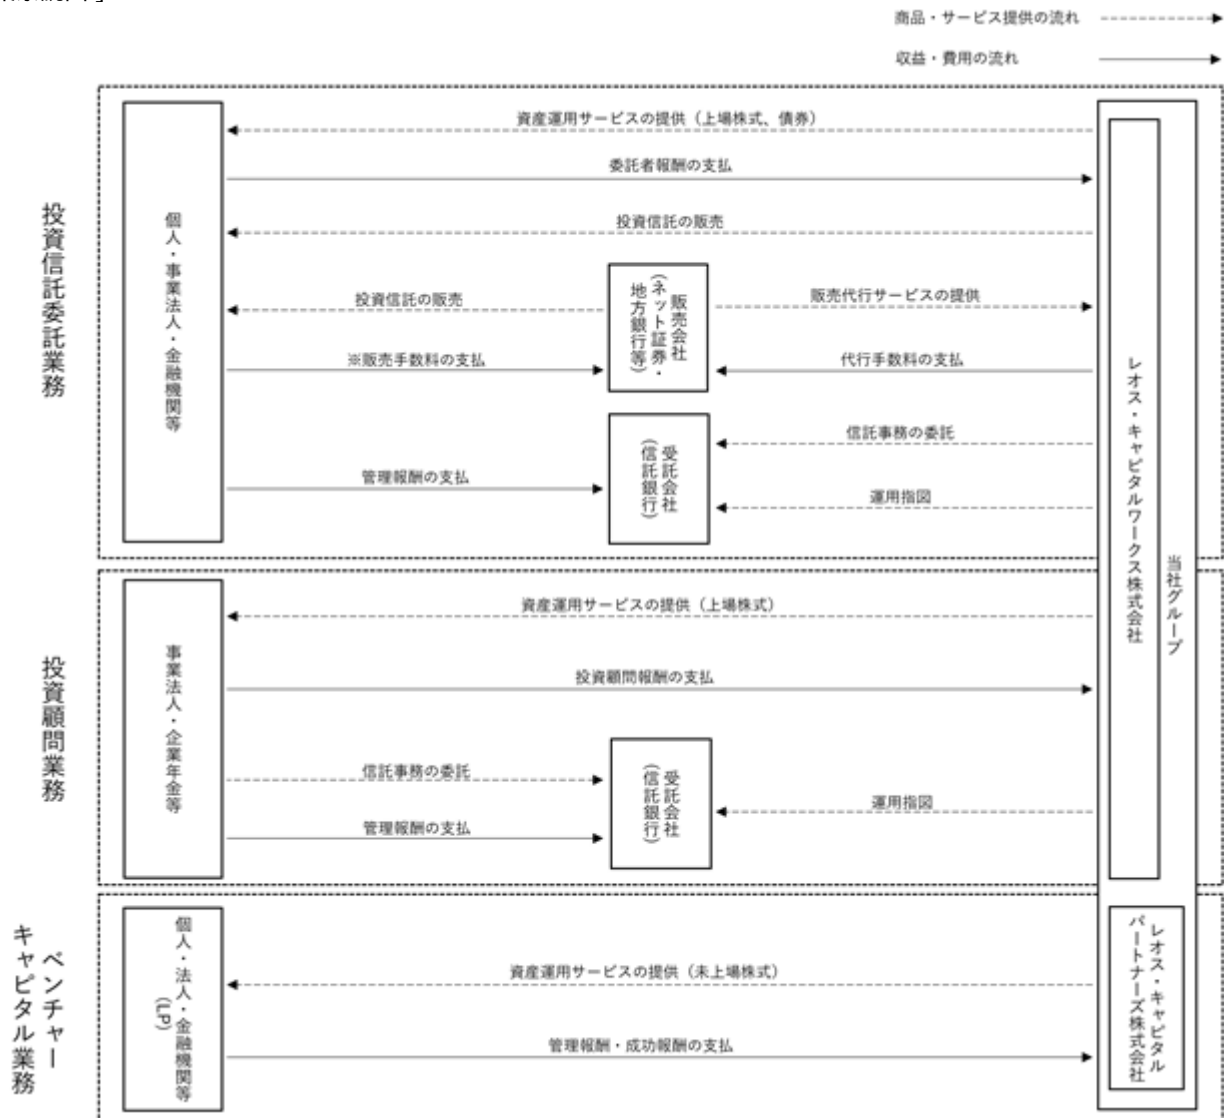 商品・サービス提供の流れ
収益・費用の流れ
投資信託委託業務
個人・事業法人・金融機関等
資産運用サービスの提供（上場株式、債券）
委託者報酬の支払
投資信託の販売
投資信託の販売
※販売手数料の支払
販売会社
(ネット証券・
地方銀行等)
販売代行サービスの提供
代行手数料の支払
管理報酬の支払
受託会社
(信託銀行)
信託事務の委託
運用指図
レオス・キャピタルワークス株式会社
当社グループ
投資顧問業務
事業法人・企業年金等
資産運用サービスの提供（上場株式）
投資顧問報酬の支払
信託事務の委託
管理報酬の支払
受託会社
(信託銀行)
運用指図
ベンチャー
キャピタル業務
個人・法人・金融機関等
(LP)
資産運用サービスの提供（未上場株式）
管理報酬・成功報酬の支払
レオス・キャピタル
パートナーズ株式会社